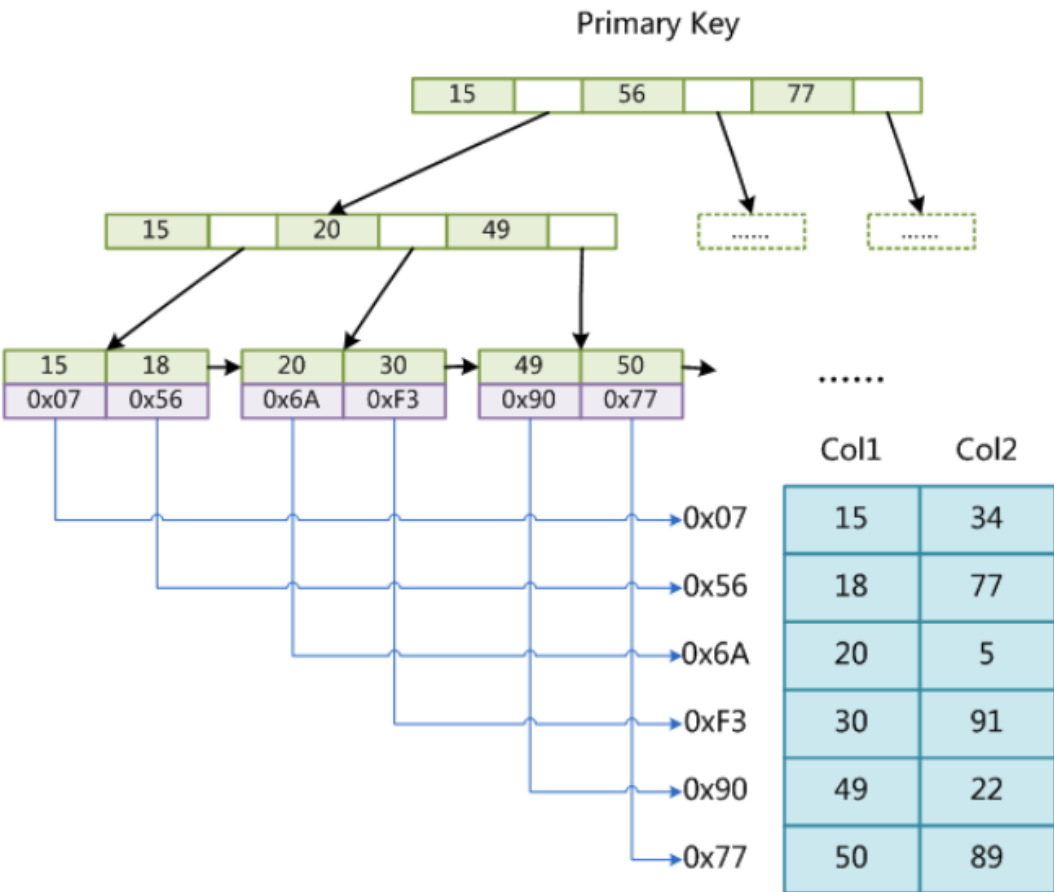 Primary Key
15 56 77
15 20 49 ...... ......
15 18 20 30 49 50
0x07 0x56 0x6A 0xF3 0x90 0x77
......
Col1 Col2
0x07 15 34
0x56 18 77
0x6A 20 5
0xF3 30 91
0x90 49 22
0x77 50 89